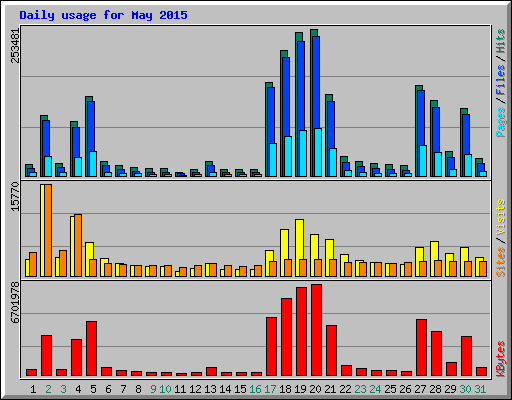 Daily usage for May 2015
253481
Pages / Files / Hits
15770
Sites / Visits
6701978
KBytes
1 2 3 4 5 6 7 8 9 10 11 12 13 14 15 16 17 18 19 20 21 22 23 24 25 26 27 28 29 30 31